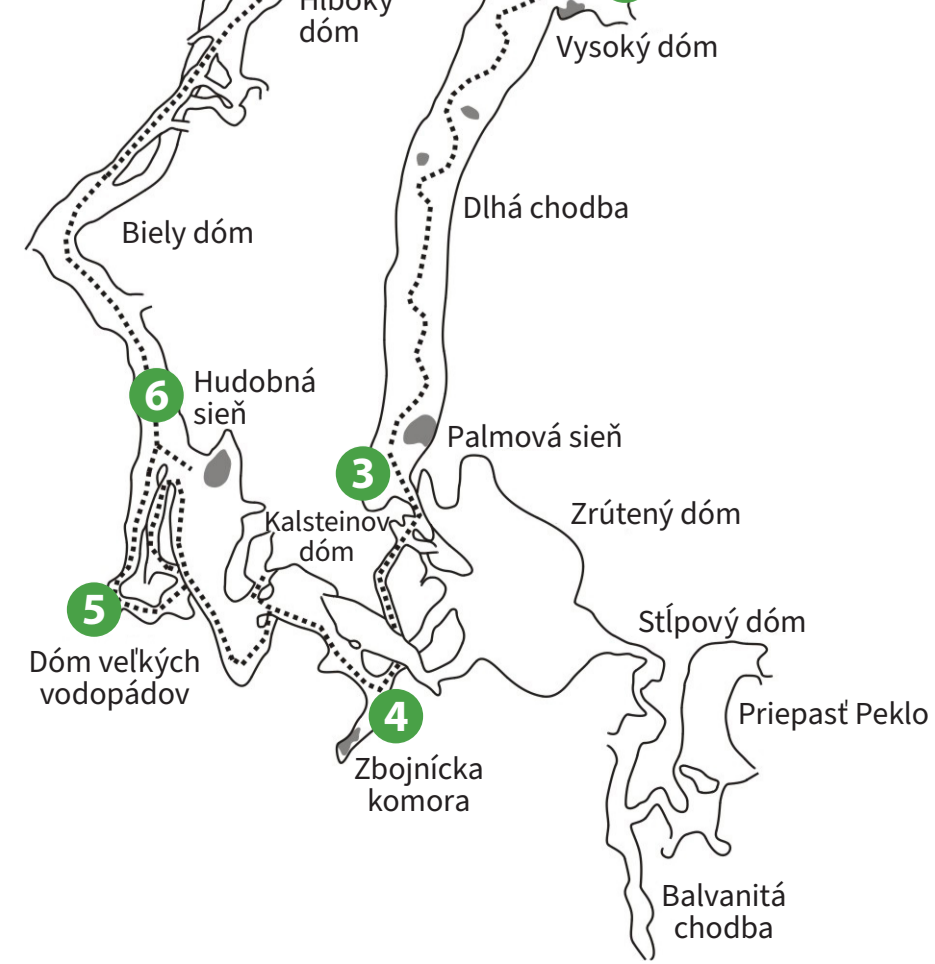 Hlboký
dóm
Vysoký dóm
Dlhá chodba
Biely dóm
6
Hudobná
sieň
Palmová sieň
3
Kalsteinov
dóm
Zrútený dóm
5
Dóm veľkých
vodopádov
Stĺpový dóm
Priepasť Peklo
4
Zbojnícka
komora
Balvanitá
chodba